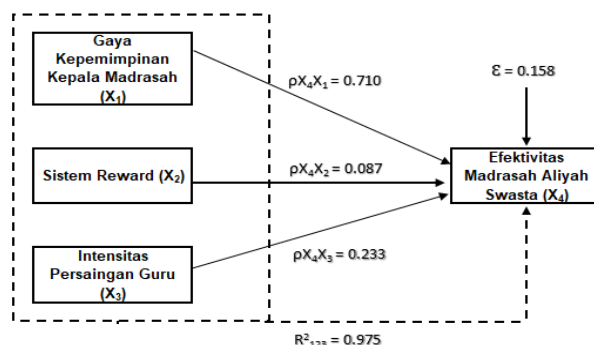 Gaya
Kepemimpinan
Kepala Madrasah
(X₁)
ρX₄X₁ = 0.710
Ɛ = 0.158
Sistem Reward (X₂)
ρX₄X₂ = 0.087
Efektivitas
Madrasah Aliyah
Swasta (X₄)
Intensitas
Persaingan Guru
(X₃)
ρX₄X₃ = 0.233
R²₁₂₃ = 0.975